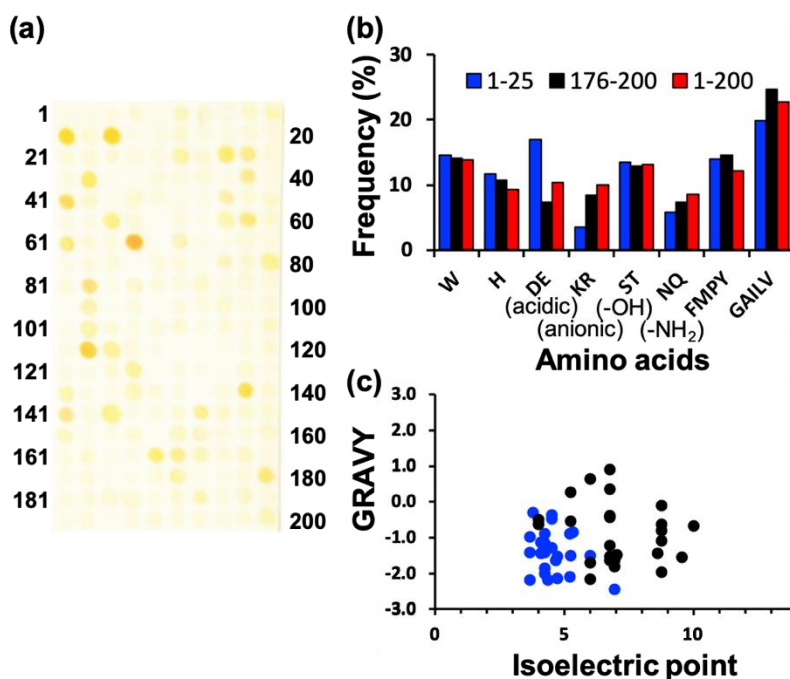 (a)
1
21
41
61
81
101
121
141
161
181
20
40
60
80
100
120
140
160
180
200
(b)
Frequency (%)
30
20
10
0
1-25 176-200 1-200
W H DE KR ST NQ FMPY GAILV
(acidic) (-OH)
(anionic) (-NH₂)
Amino acids
(c)
GRAVY
3.0
2.0
1.0
0.0
-1.0
-2.0
-3.0
0 5 10
Isoelectric point